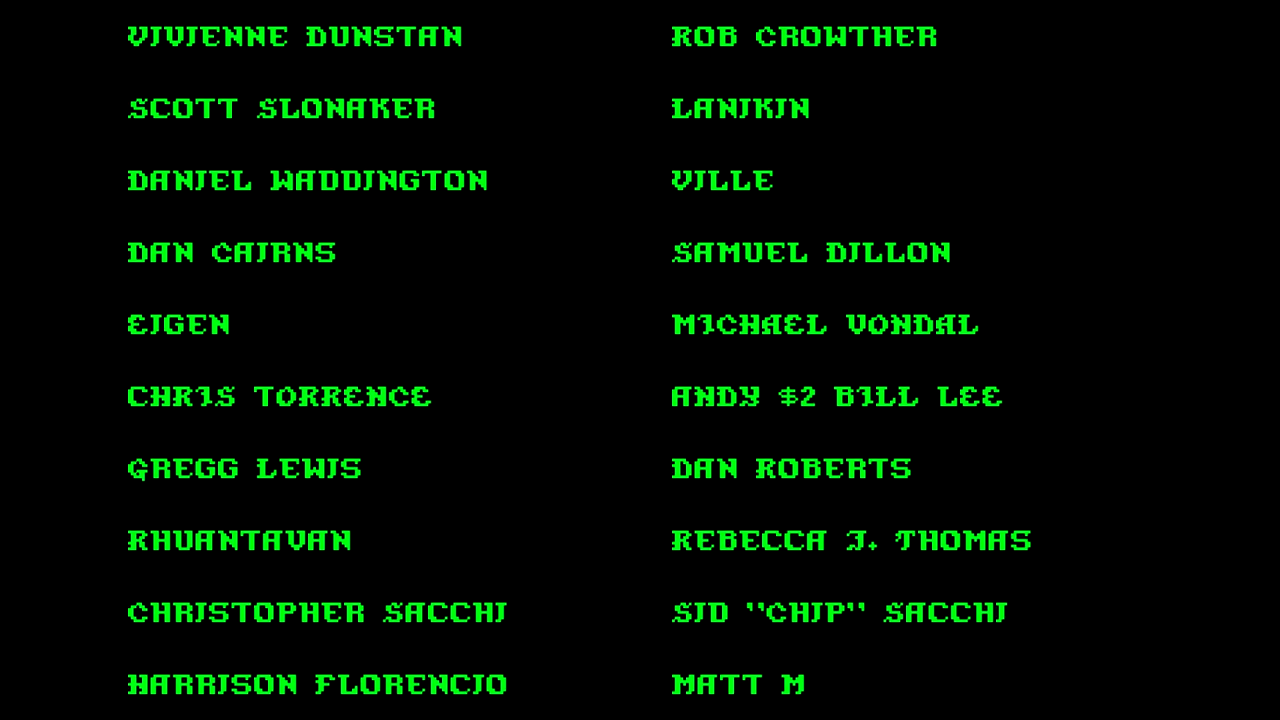 VIVIENNE DUNSTAN
ROB CROWTHER
SCOTT SLONAKER
LANIKIN
DANIEL WADDINGTON
VILLE
DAN CAIRNS
SAMUEL DILLON
EIGEN
MICHAEL VONDAL
CHRIS TORRENCE
ANDY $2 BILL LEE
GREGG LEWIS
DAN ROBERTS
RHUANTAVAN
REBECCA J. THOMAS
CHRISTOPHER SACCHI
SID "CHIP" SACCHI
HARRISON FLORENCIO
MATT M